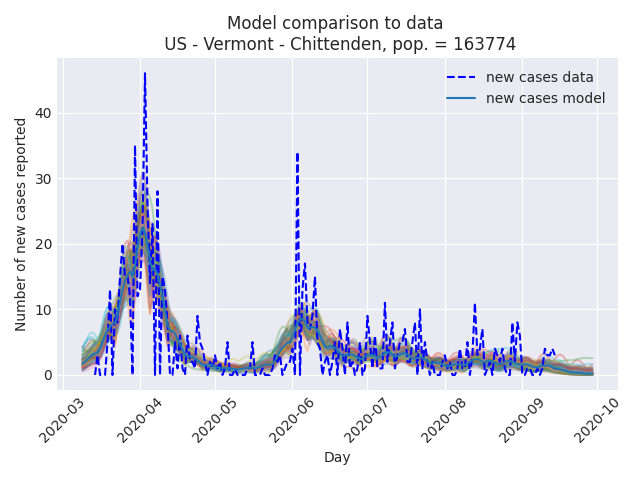 Model comparison to data
US - Vermont - Chittenden, pop. = 163774
new cases data
new cases model
Number of new cases reported
40
30
20
10
0
2020-03
2020-04
2020-05
2020-06
2020-07
2020-08
2020-09
2020-10
Day